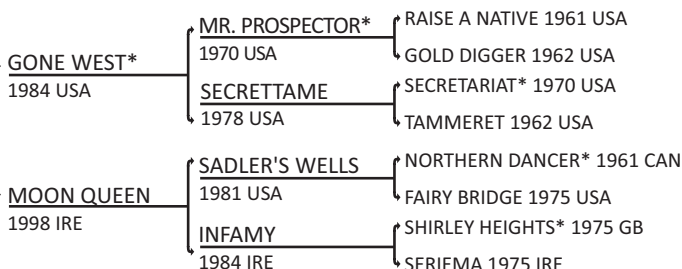 GONE WEST*
1984 USA
MOON QUEEN
1998 IRE
MR. PROSPECTOR*
1970 USA
SECRETTAME
1978 USA
SADLER'S WELLS
1981 USA
INFAMY
1984 IRE
RAISE A NATIVE 1961 USA
GOLD DIGGER 1962 USA
SECRETARIAT* 1970 USA
TAMMERET 1962 USA
NORTHERN DANCER* 1961 CAN
FAIRY BRIDGE 1975 USA
SHIRLEY HEIGHTS* 1975 GB
SERIEMA 1975 IRE